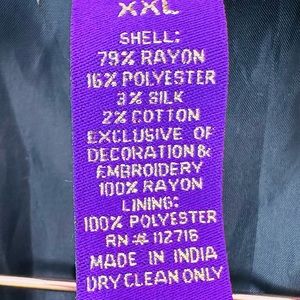 XXL
SHELL:
79% RAYON
16% POLYESTER
3% SILK
2% COTTON
EXCLUSIVE OF
DECORATION &
EMBROIDERY
100% RAYON
LINING:
100% POLYESTER
RN # 112716
MADE IN INDIA
DRY CLEAN ONLY